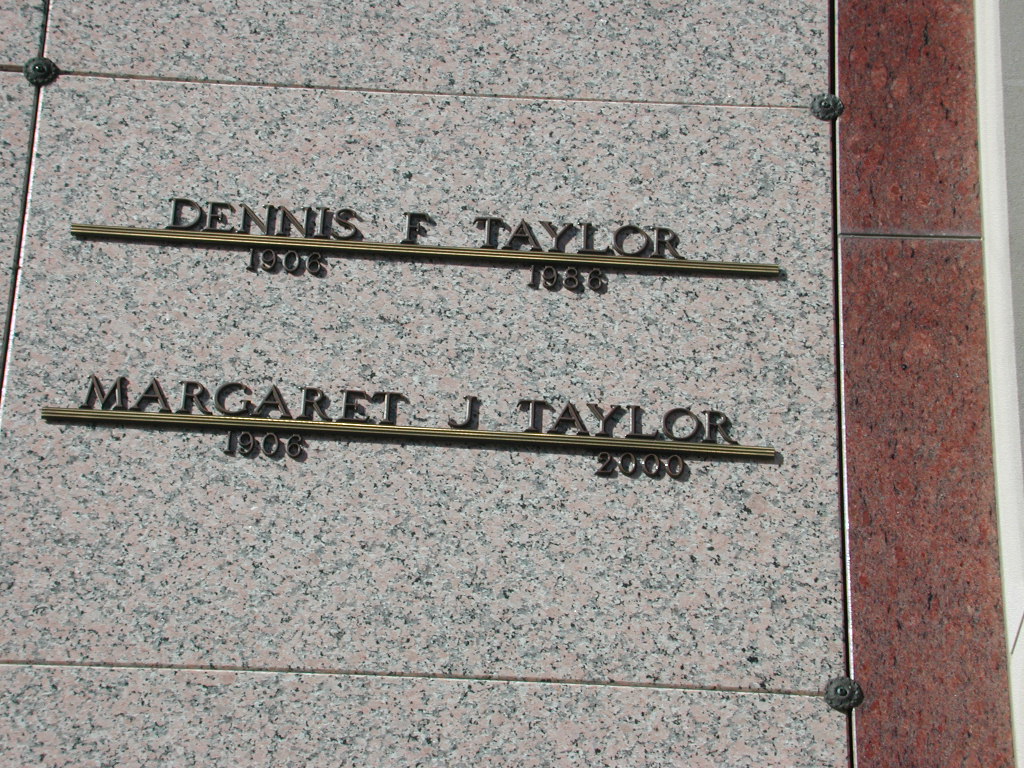 DENNIS F TAYLOR
1906 1986
MARGARET J TAYLOR
1906 2000